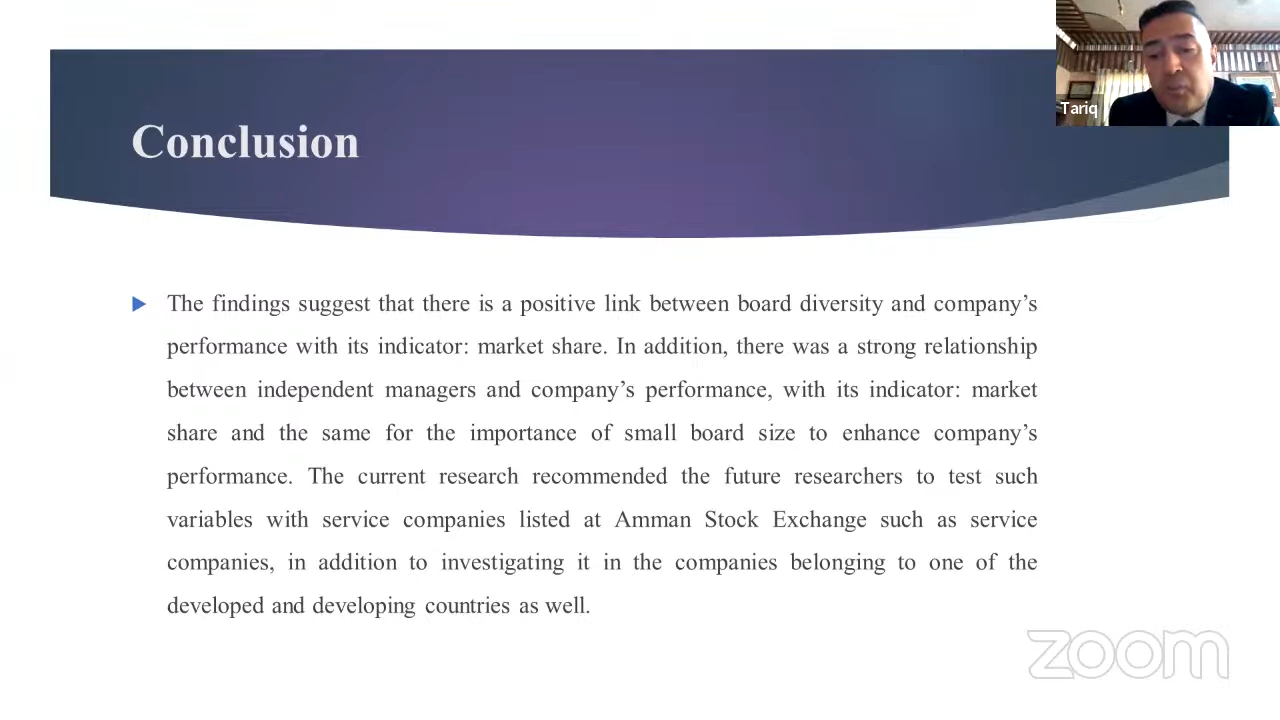 Tariq
Conclusion
The findings suggest that there is a positive link between board diversity and company’s
performance with its indicator: market share. In addition, there was a strong relationship
between independent managers and company’s performance, with its indicator: market
share and the same for the importance of small board size to enhance company’s
performance. The current research recommended the future researchers to test such
variables with service companies listed at Amman Stock Exchange such as service
companies, in addition to investigating it in the companies belonging to one of the
developed and developing countries as well.
zoom